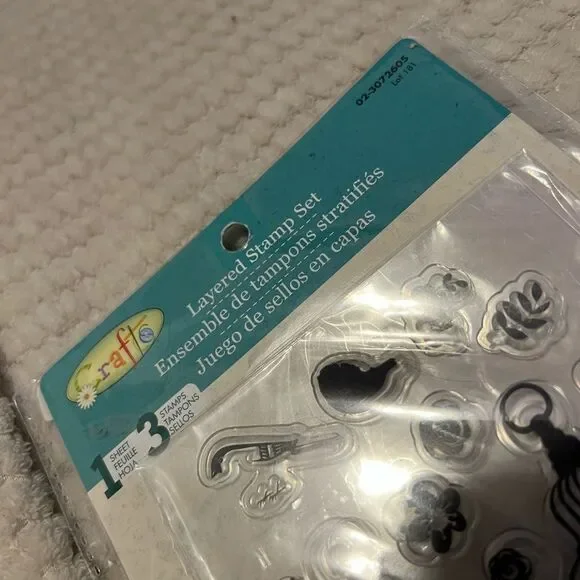 02-3072605
Lot 181
Layered Stamp Set
Ensemble de tampons stratifiés
Juego de sellos en capas
Crafts
1 SHEET
FEUILLE
HOJA
3 STAMPS
TAMPONS
SELLOS